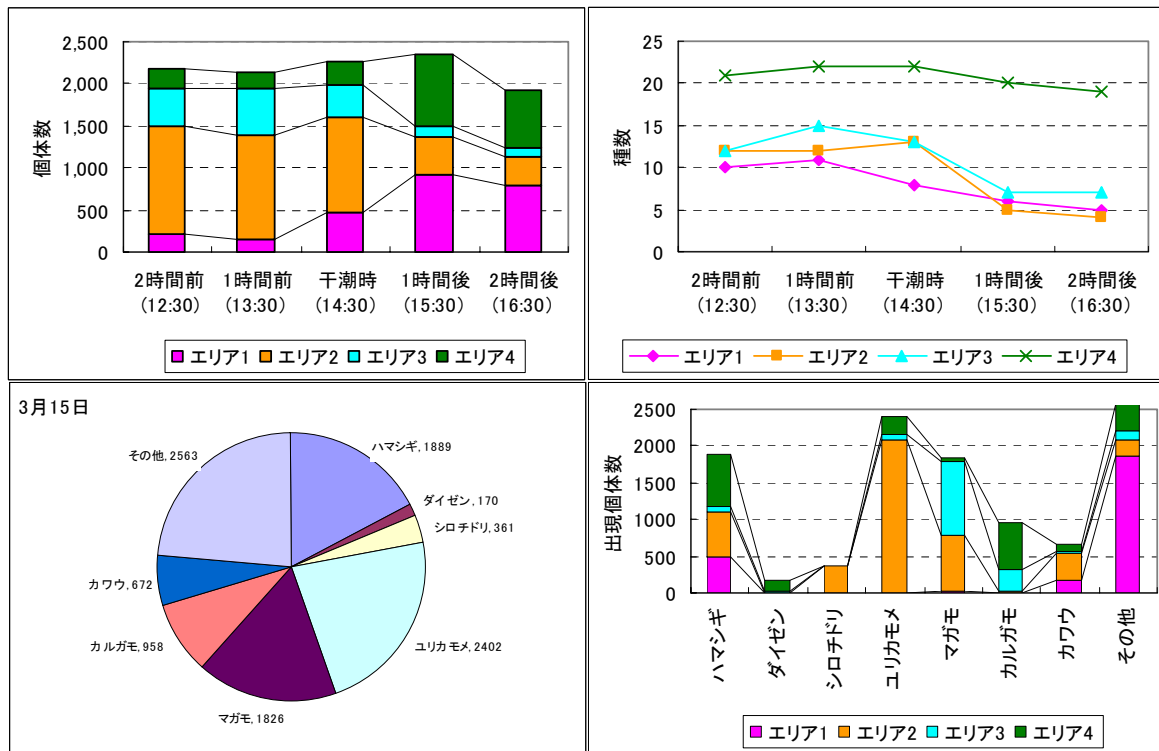 2,500
2,000
1,500
1,000
500
0
個体数
2時間前 1時間前 干潮時 1時間後 2時間後
(12:30) (13:30) (14:30) (15:30) (16:30)
エリア1 エリア2 エリア3 エリア4
25
20
15
10
5
0
種数
2時間前 1時間前 干潮時 1時間後 2時間後
(12:30) (13:30) (14:30) (15:30) (16:30)
エリア1 エリア2 エリア3 エリア4
3月15日
ハマシギ, 1889
ダイゼン, 170
シロチドリ, 361
ユリカモメ, 2402
マガモ, 1826
カルガモ, 958
カワウ, 672
その他, 2563
2500
2000
1500
1000
500
0
出現個体数
ハマシギ
ダイゼン
シロチドリ
ユリカモメ
マガモ
カルガモ
カワウ
その他
エリア1 エリア2 エリア3 エリア4